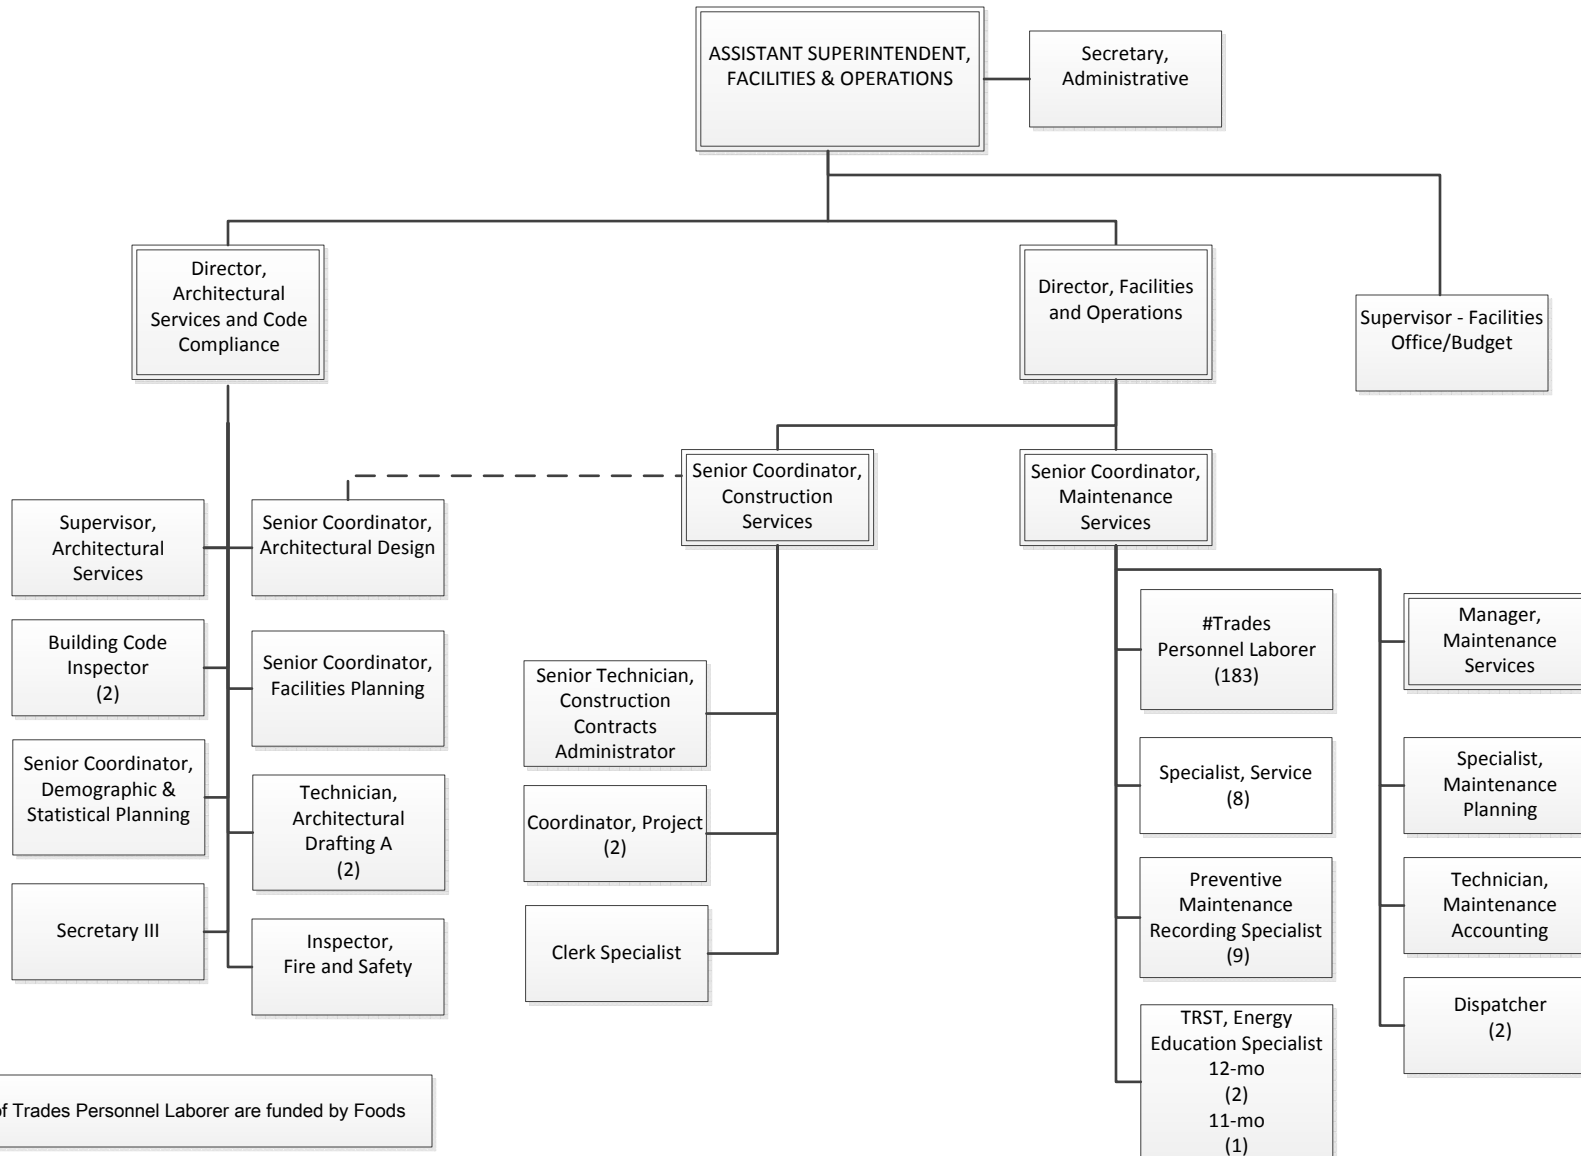 ASSISTANT SUPERINTENDENT,
FACILITIES & OPERATIONS
Secretary,
Administrative
Director,
Architectural
Services and Code
Compliance
Director, Facilities
and Operations
Supervisor - Facilities
Office/Budget
Senior Coordinator,
Construction
Services
Senior Coordinator,
Maintenance
Services
Supervisor,
Architectural
Services
Senior Coordinator,
Architectural Design
Building Code
Inspector
(2)
Senior Coordinator,
Facilities Planning
Senior Coordinator,
Demographic &
Statistical Planning
Technician,
Architectural
Drafting A
(2)
Secretary III
Inspector,
Fire and Safety
Senior Technician,
Construction
Contracts
Administrator
Coordinator, Project
(2)
Clerk Specialist
#Trades
Personnel Laborer
(183)
Specialist, Service
(8)
Preventive
Maintenance
Recording Specialist
(9)
TRST, Energy
Education Specialist
12-mo
(2)
11-mo
(1)
Manager,
Maintenance
Services
Specialist,
Maintenance
Planning
Technician,
Maintenance
Accounting
Dispatcher
(2)
of Trades Personnel Laborer are funded by Foods